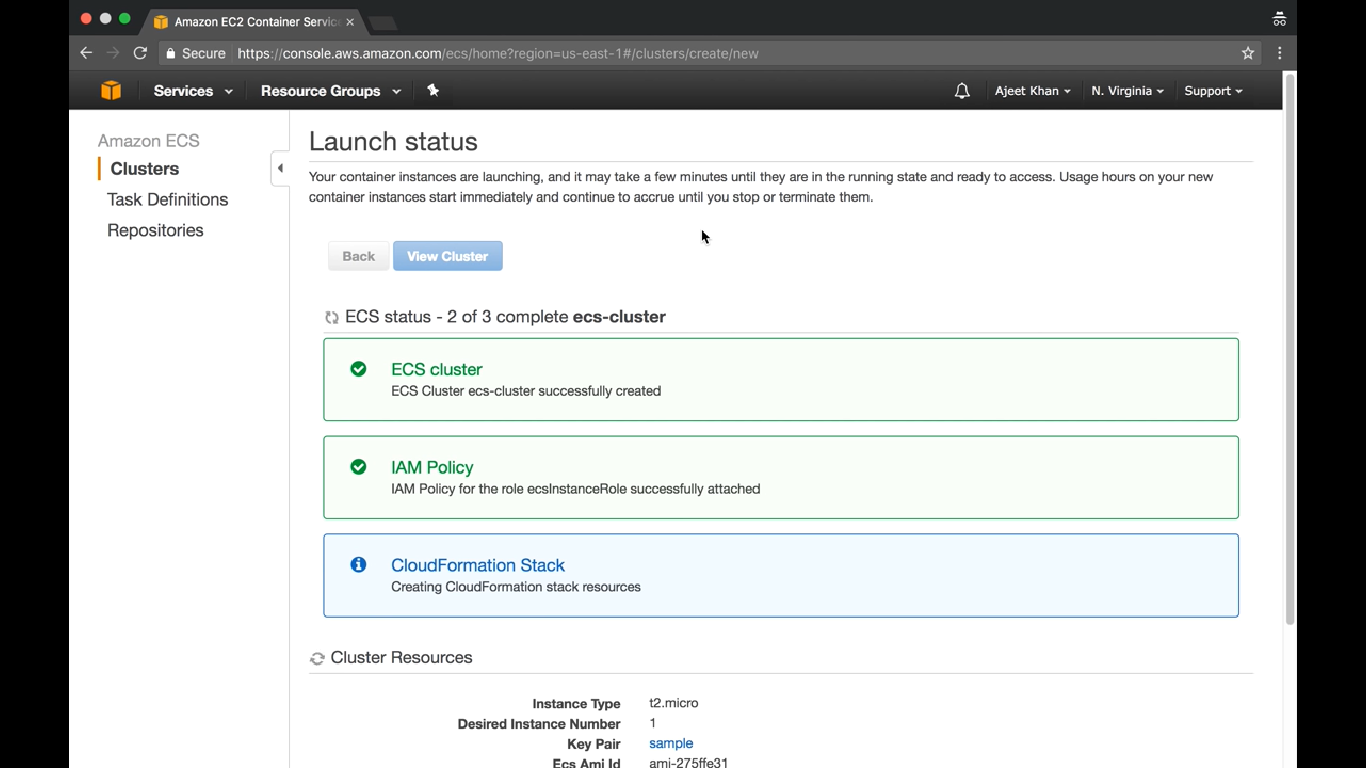 Amazon EC2 Container Servic
Secure https://console.aws.amazon.com/ecs/home?region=us-east-1#/clusters/create/new
Services Resource Groups Ajeet Khan N. Virginia Support
Amazon ECS
Clusters
Task Definitions
Repositories
Launch status
Your container instances are launching, and it may take a few minutes until they are in the running state and ready to access. Usage hours on your new
container instances start immediately and continue to accrue until you stop or terminate them.
Back View Cluster
ECS status - 2 of 3 complete ecs-cluster
ECS cluster
ECS Cluster ecs-cluster successfully created
IAM Policy
IAM Policy for the role ecsInstanceRole successfully attached
CloudFormation Stack
Creating CloudFormation stack resources
Cluster Resources
Instance Type t2.micro
Desired Instance Number 1
Key Pair sample
Ecs Ami Id ami-275ffe31